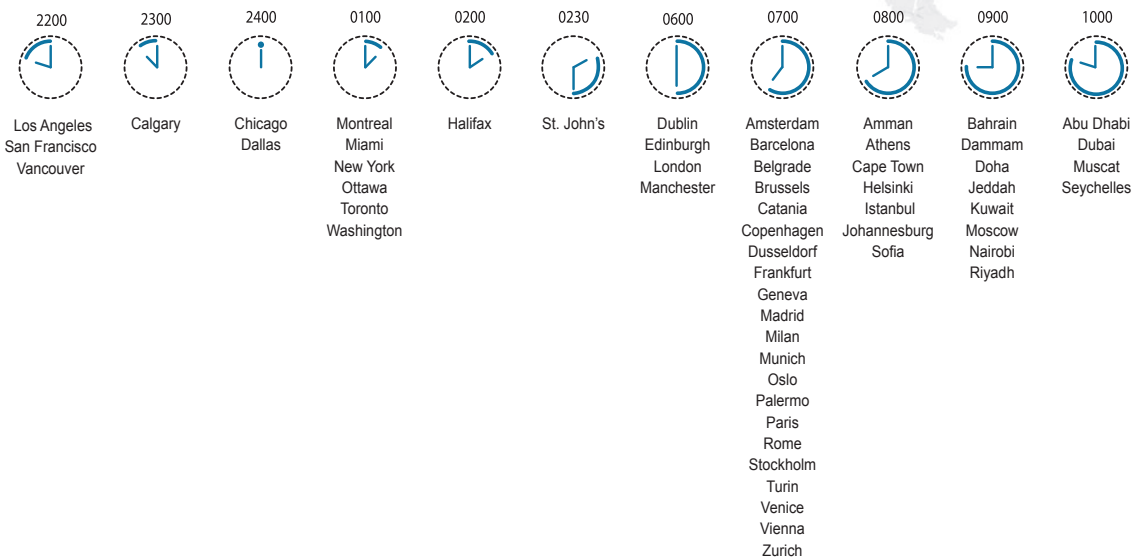 2200
Los Angeles
San Francisco
Vancouver
2300
Calgary
2400
Chicago
Dallas
0100
Montreal
Miami
New York
Ottawa
Toronto
Washington
0200
Halifax
0230
St. John's
0600
Dublin
Edinburgh
London
Manchester
0700
Amsterdam
Barcelona
Belgrade
Brussels
Catania
Copenhagen
Dusseldorf
Frankfurt
Geneva
Madrid
Milan
Munich
Oslo
Palermo
Paris
Rome
Stockholm
Turin
Venice
Vienna
Zurich
0800
Amman
Athens
Cape Town
Helsinki
Istanbul
Johannesburg
Sofia
0900
Bahrain
Dammam
Doha
Jeddah
Kuwait
Moscow
Nairobi
Riyadh
1000
Abu Dhabi
Dubai
Muscat
Seychelles